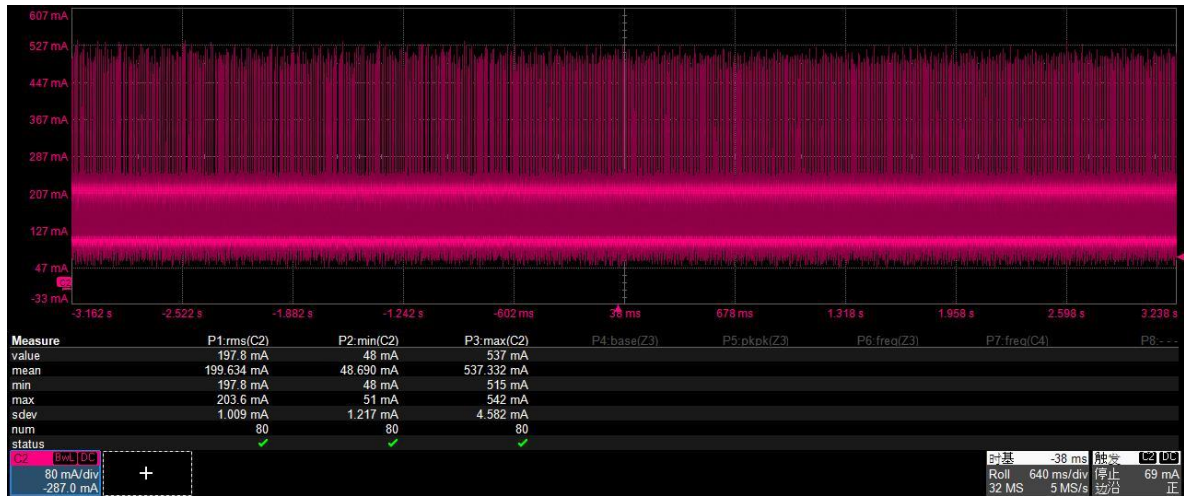 607 mA
527 mA
447 mA
367 mA
287 mA
207 mA
127 mA
47 mA
C2
-33 mA
-3.162 s -2.522 s -1.882 s -1.242 s -602 ms 38 ms 678 ms 1.318 s 1.958 s 2.598 s 3.238 s
Measure P1:rms(C2) P2:min(C2) P3:max(C2) P4:base(Z3) P5:pkpk(Z3) P6:freq(Z3) P7:freq(C4) P8:- - -
value 197.8 mA 48 mA 537 mA
mean 199.634 mA 48.690 mA 537.332 mA
min 197.8 mA 48 mA 515 mA
max 203.6 mA 51 mA 542 mA
sdev 1.009 mA 1.217 mA 4.582 mA
num 80 80 80
status
C2 BwL DC
80 mA/div
-287.0 mA
+
时基 -38 ms
Roll 640 ms/div
32 MS 5 MS/s
触发 C2 DC
停止 69 mA
边沿 正